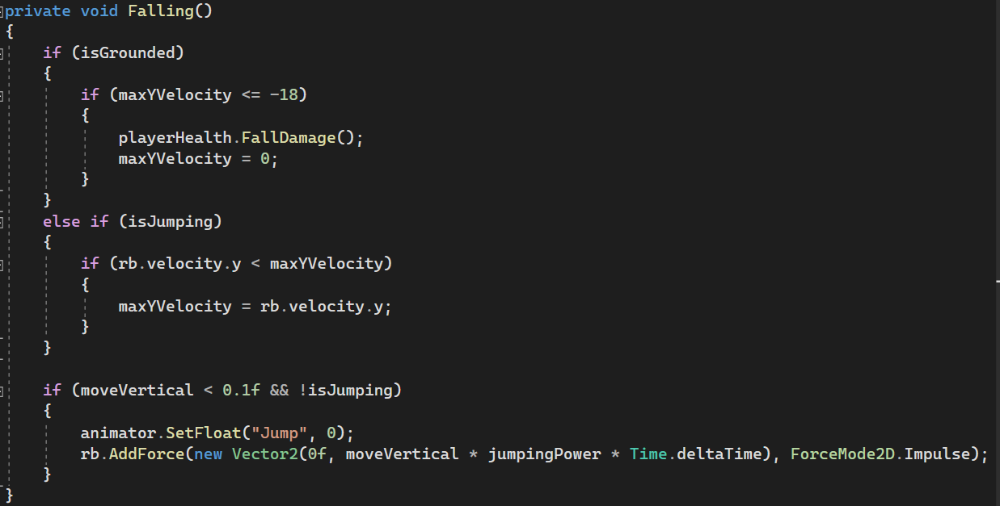 private void Falling()
{
    if (isGrounded)
    {
        if (maxYVelocity <= -18)
        {
            playerHealth.FallDamage();
            maxYVelocity = 0;
        }
    }
    else if (isJumping)
    {
        if (rb.velocity.y < maxYVelocity)
        {
            maxYVelocity = rb.velocity.y;
        }
    }

    if (moveVertical < 0.1f && !isJumping)
    {
        animator.SetFloat("Jump", 0);
        rb.AddForce(new Vector2(0f, moveVertical * jumpingPower * Time.deltaTime), ForceMode2D.Impulse);
    }
}